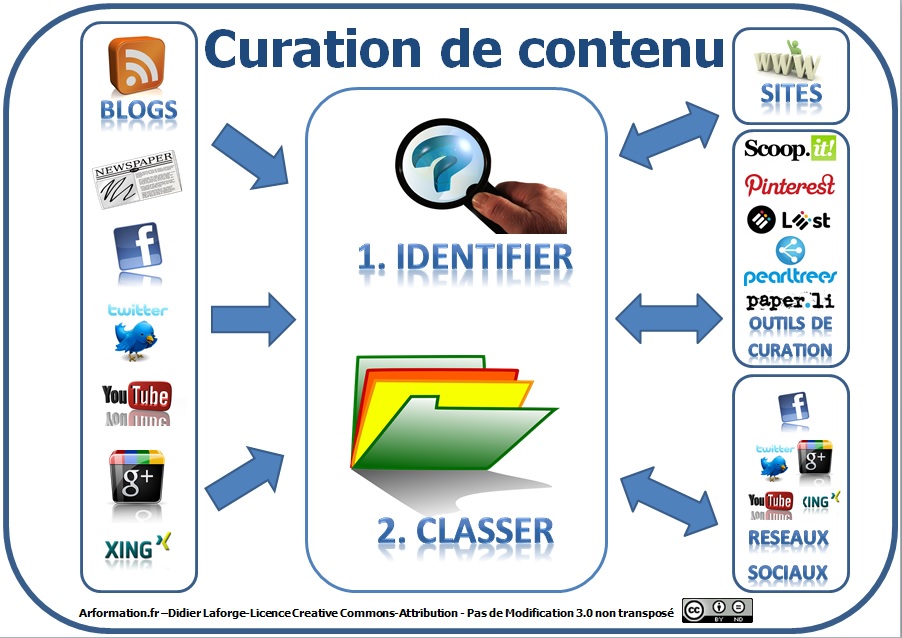 Curation de contenu
BLOGS
NEWSPAPER
f
twitter
YouTube
g+
XING
?
1. IDENTIFIER
2. CLASSER
www
SITES
Scoop.it!
Pinterest
pearltrees
paper.li
OUTILS DE
CURATION
f
twitter
g+
YouTube
XING
RESEAUX
SOCIAUX
Arformation.fr –Didier Laforge-Licence Creative Commons-Attribution - Pas de Modification 3.0 non transposé
cc
BY ND